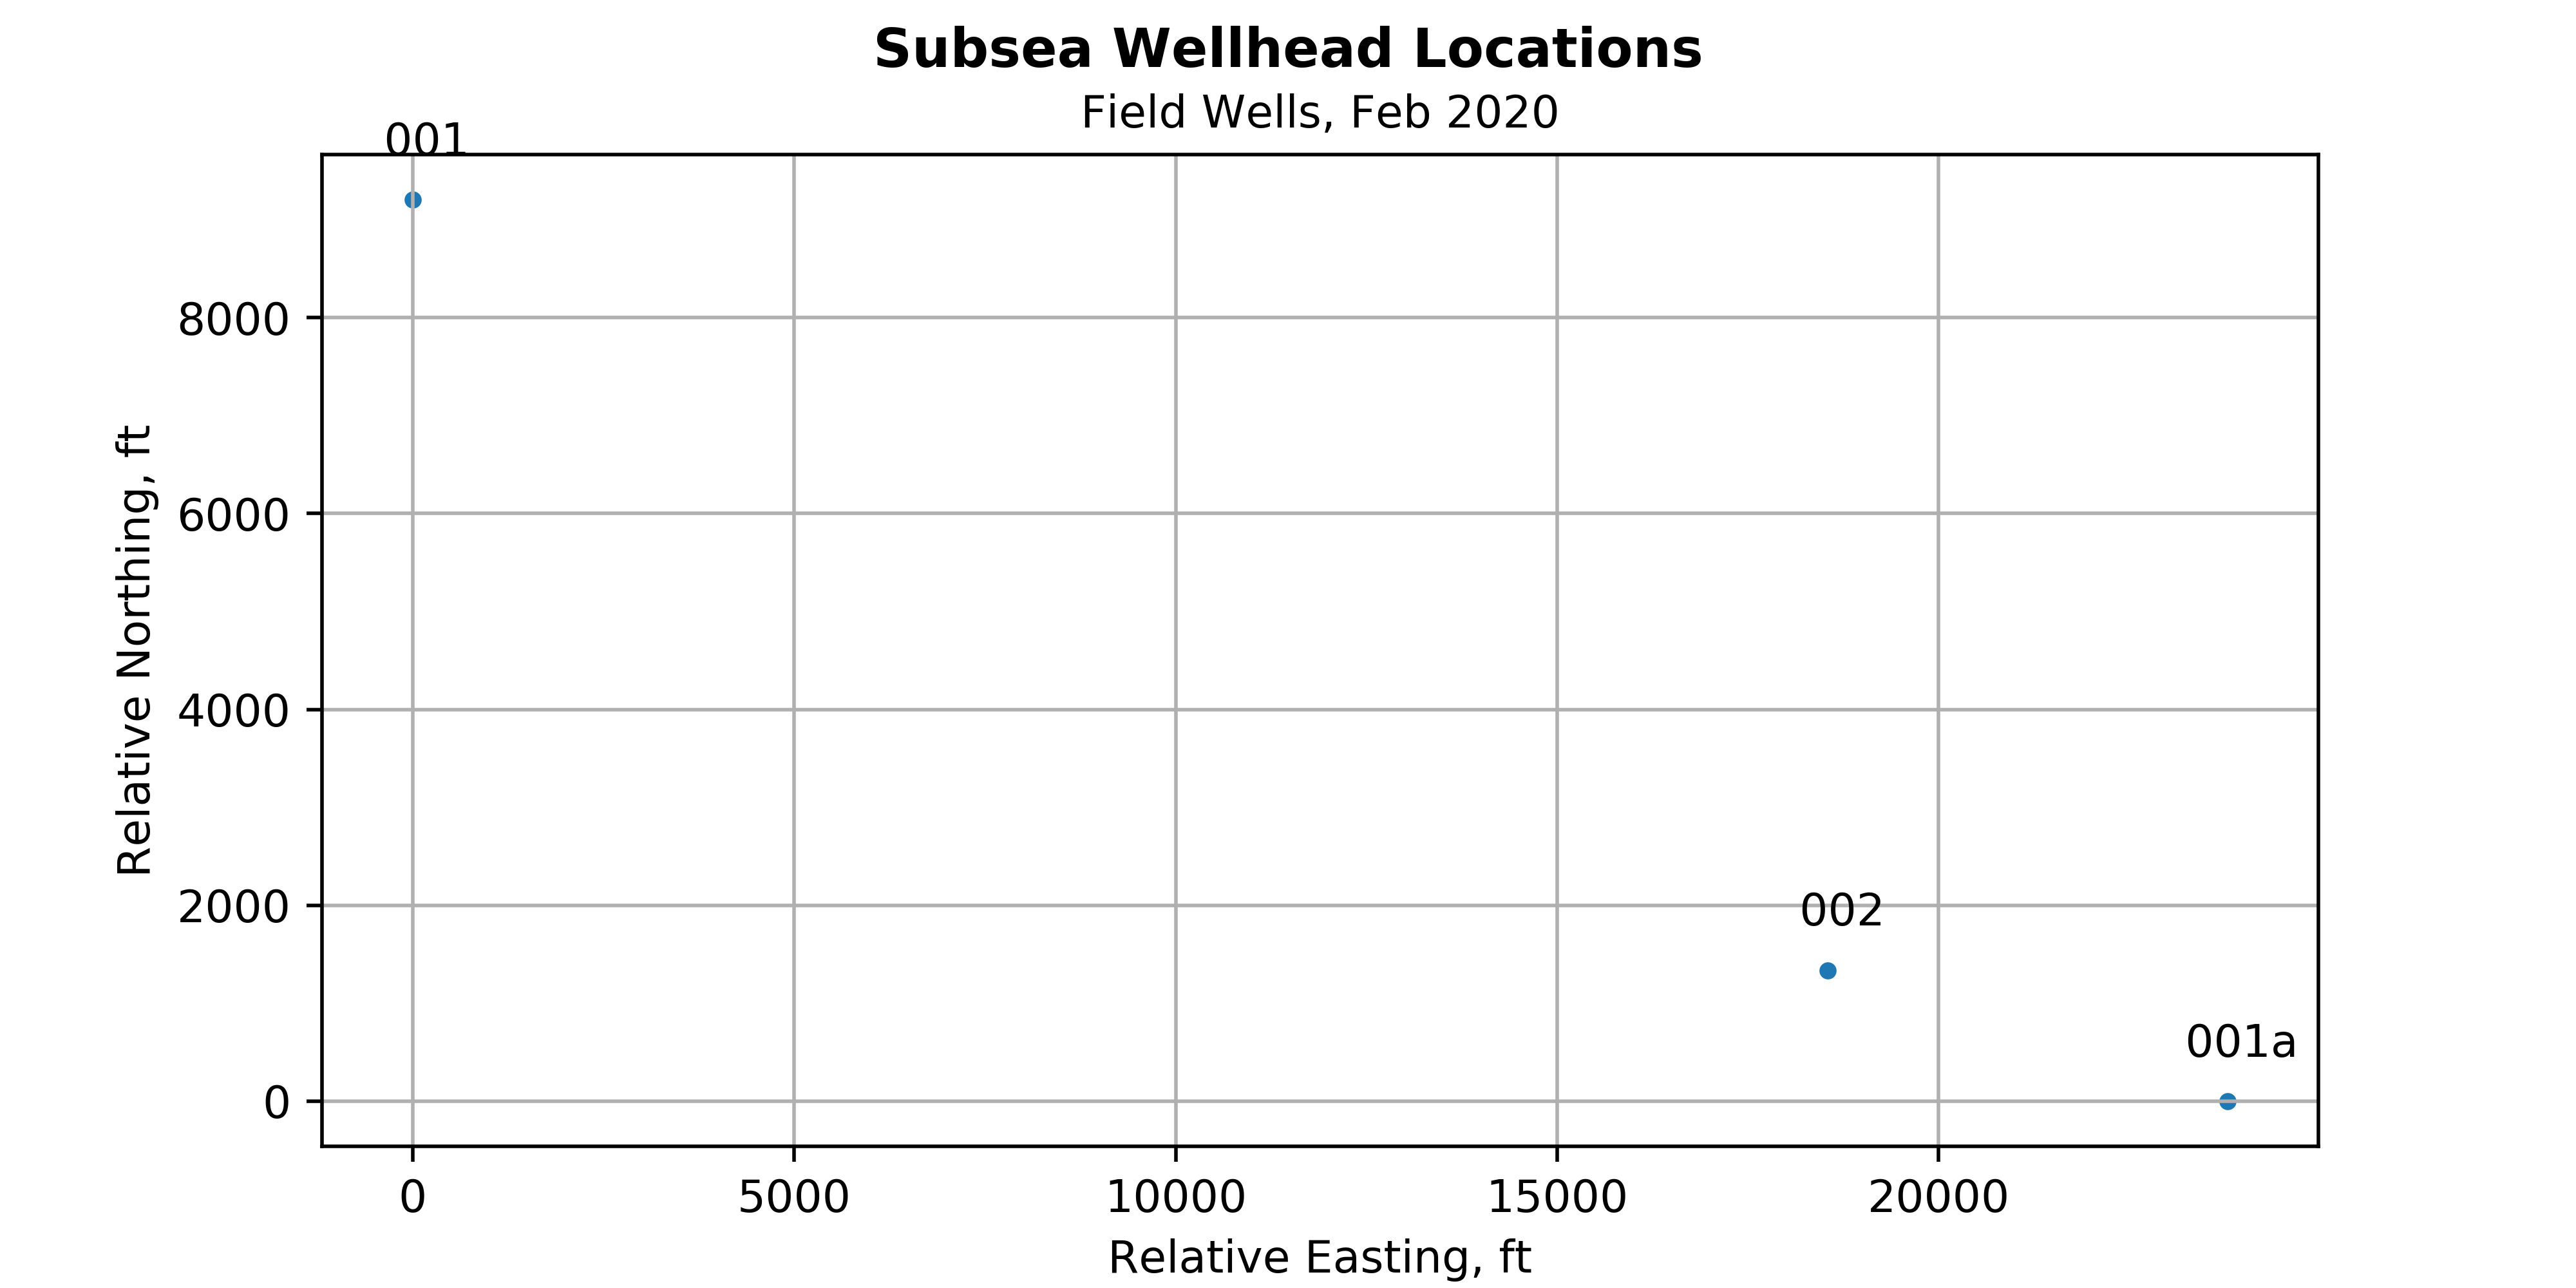 Subsea Wellhead Locations
Field Wells, Feb 2020
001
8000
6000
4000
2000
0
Relative Northing, ft
002
001a
0 5000 10000 15000 20000
Relative Easting, ft